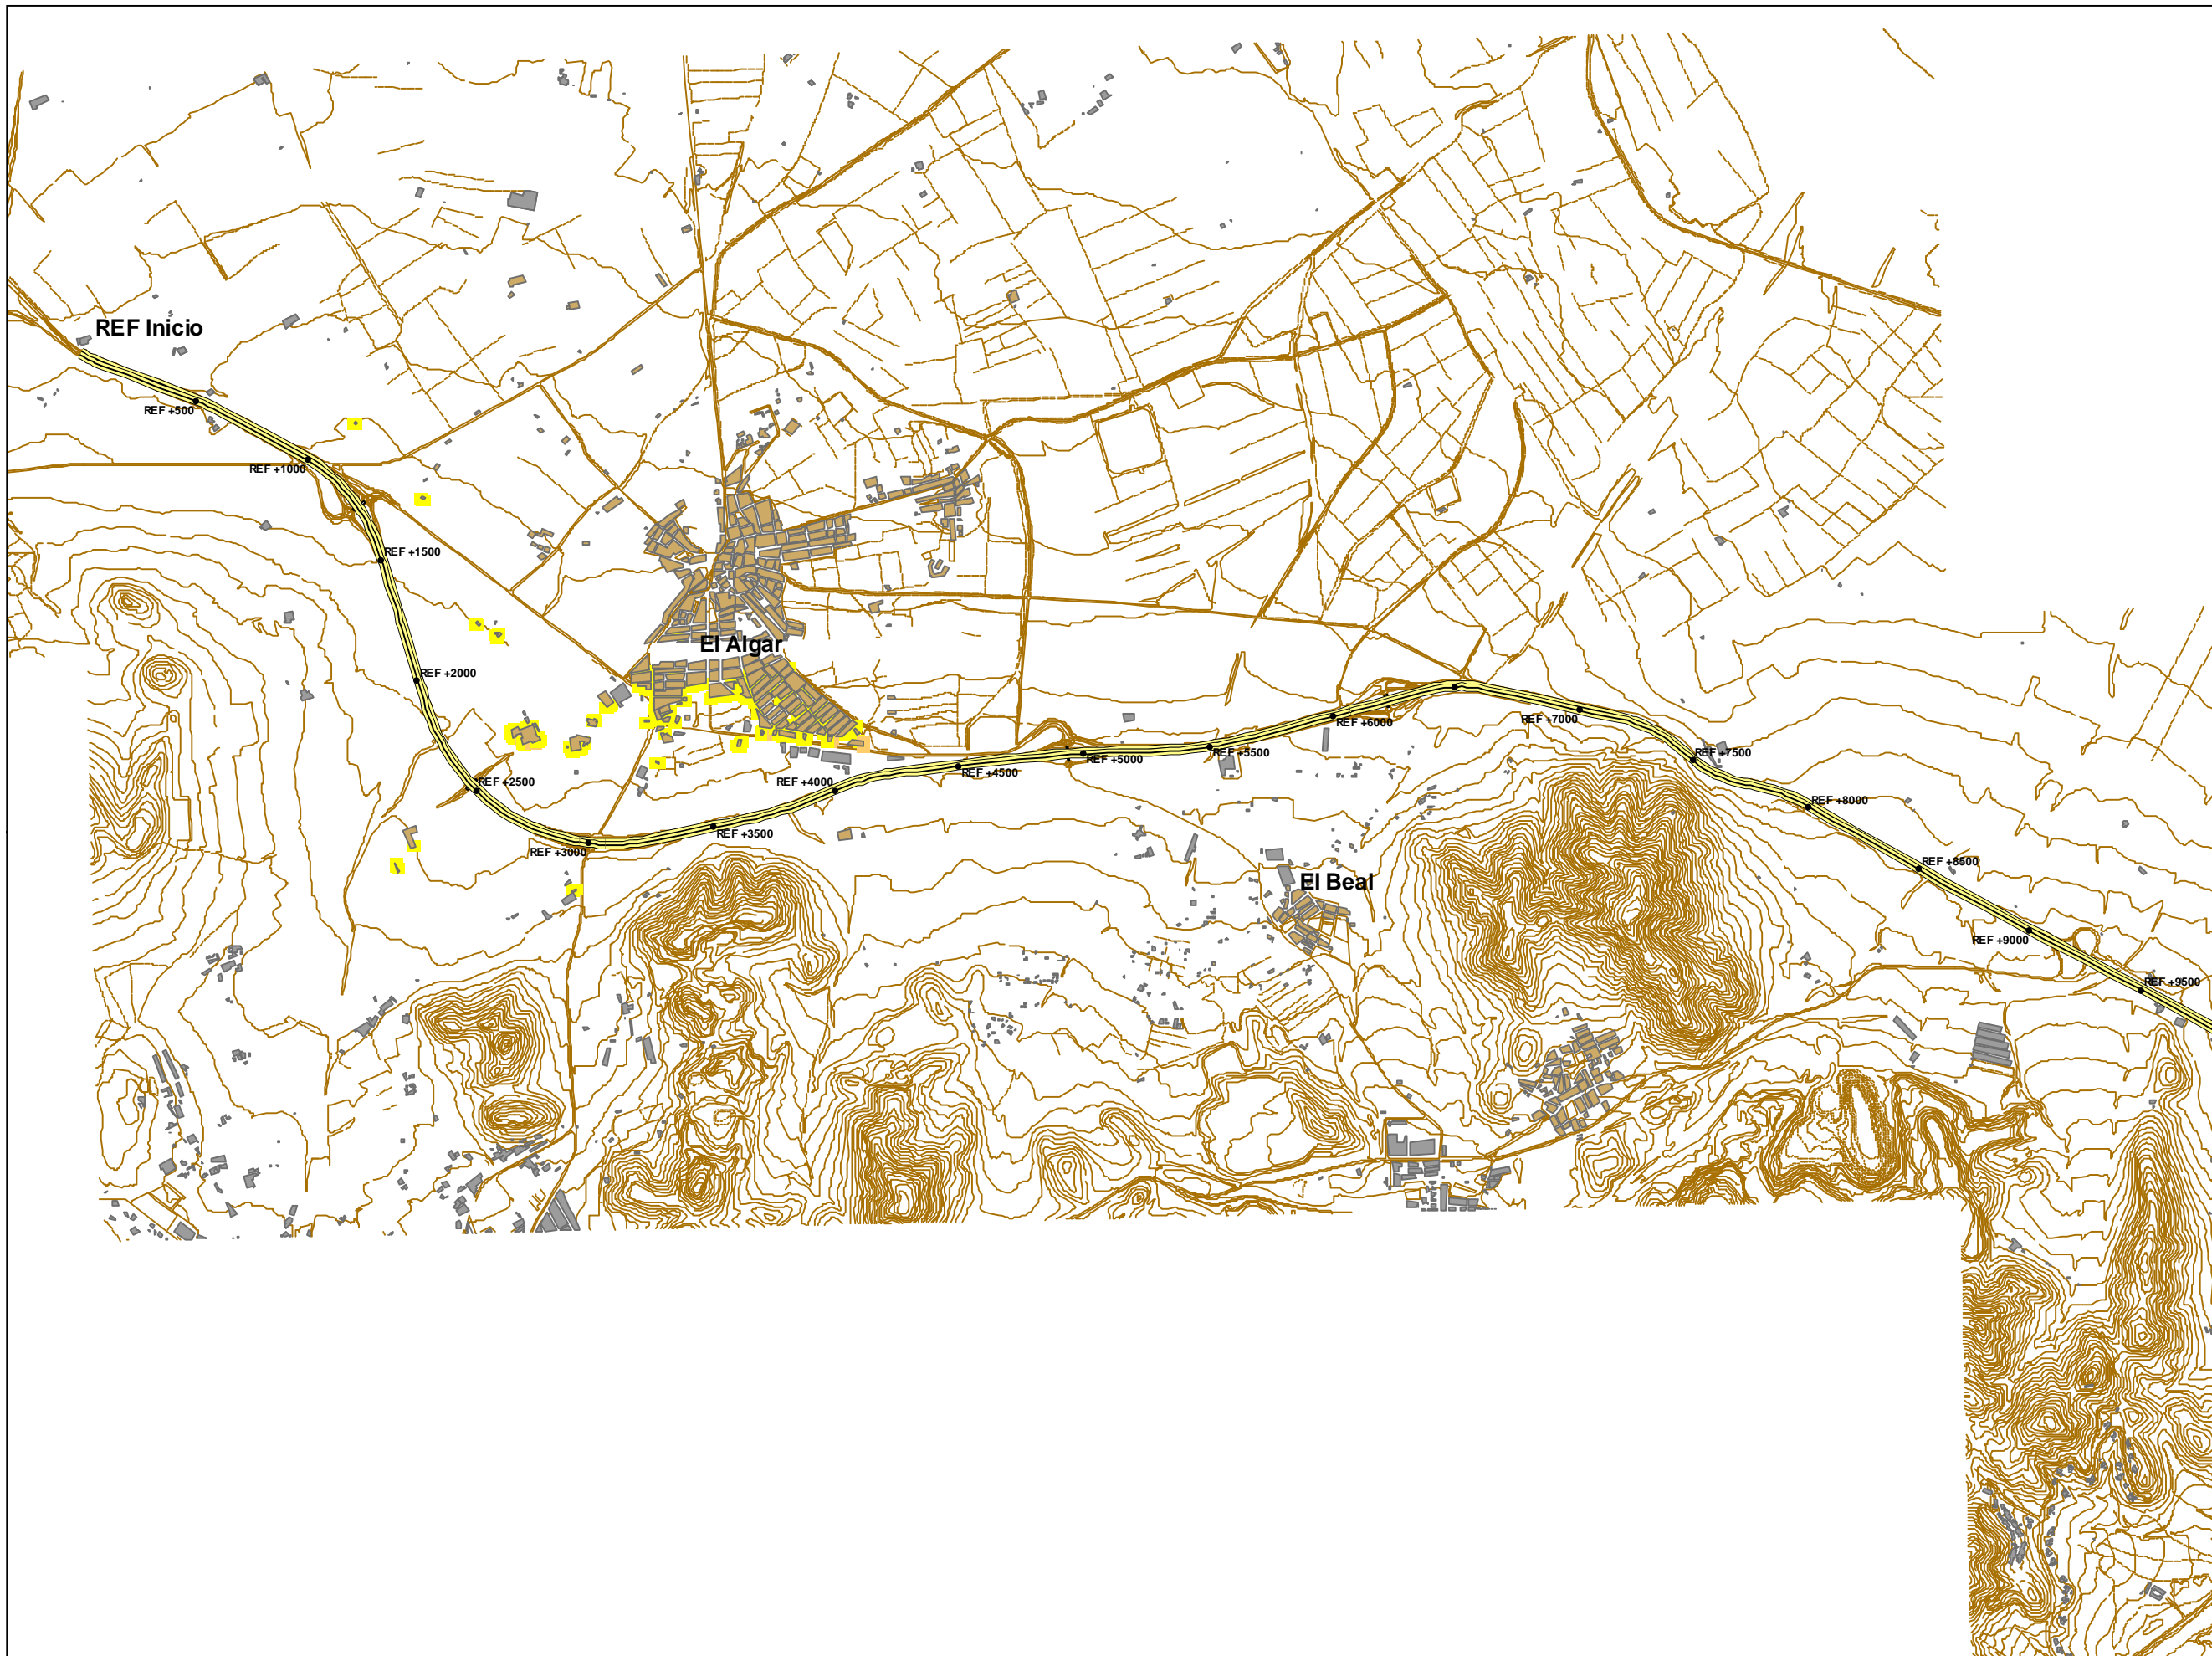 REF Inicio
REF +500
REF +1000
REF +1500
El Algar
REF +2000
REF +7000
REF +6000
REF +5500
REF +7500
REF +5000
REF +4500
REF +2500
REF +4000
REF +8000
REF +3500
REF +3000
REF +8500
El Beal
REF +9000
REF +9500